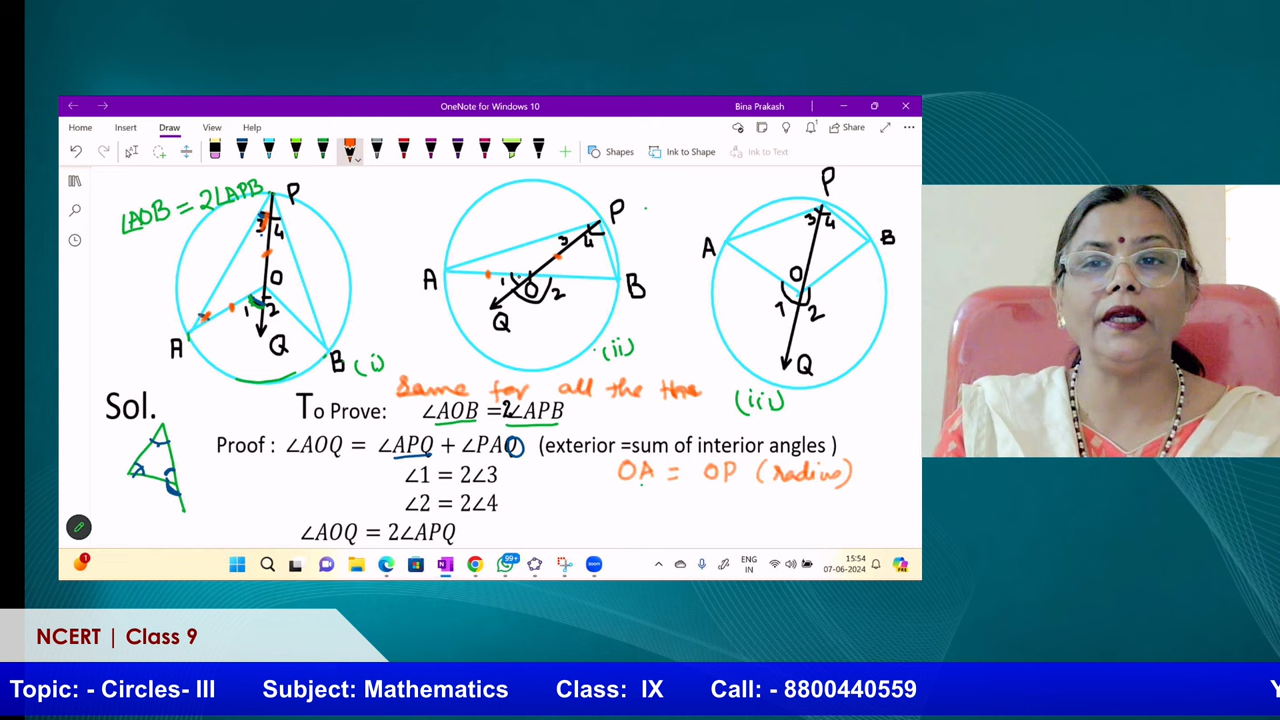 OneNote for Windows 10
Bina Prakash
Home Insert Draw View Help
Share
Shapes Ink to Shape Ink to Text
∠AOB = 2∠APB
P
3 4
O
1 2
Q
A
B
(i)
P
3 4
A
1 O 2
B
Q
(ii)
P
3 4
A
B
O
1 2
Q
(iii)
Same for all the three
Sol.
To Prove: ∠AOB = 2∠APB
Proof : ∠AOQ = ∠APQ + ∠PAO (exterior =sum of interior angles )
∠1 = 2∠3
OA = OP (radius)
∠2 = 2∠4
∠AOQ = 2∠APQ
1
99+
ENG
IN
15:54
07-06-2024
NCERT | Class 9
Topic: - Circles- III Subject: Mathematics Class: IX Call: - 8800440559 Y